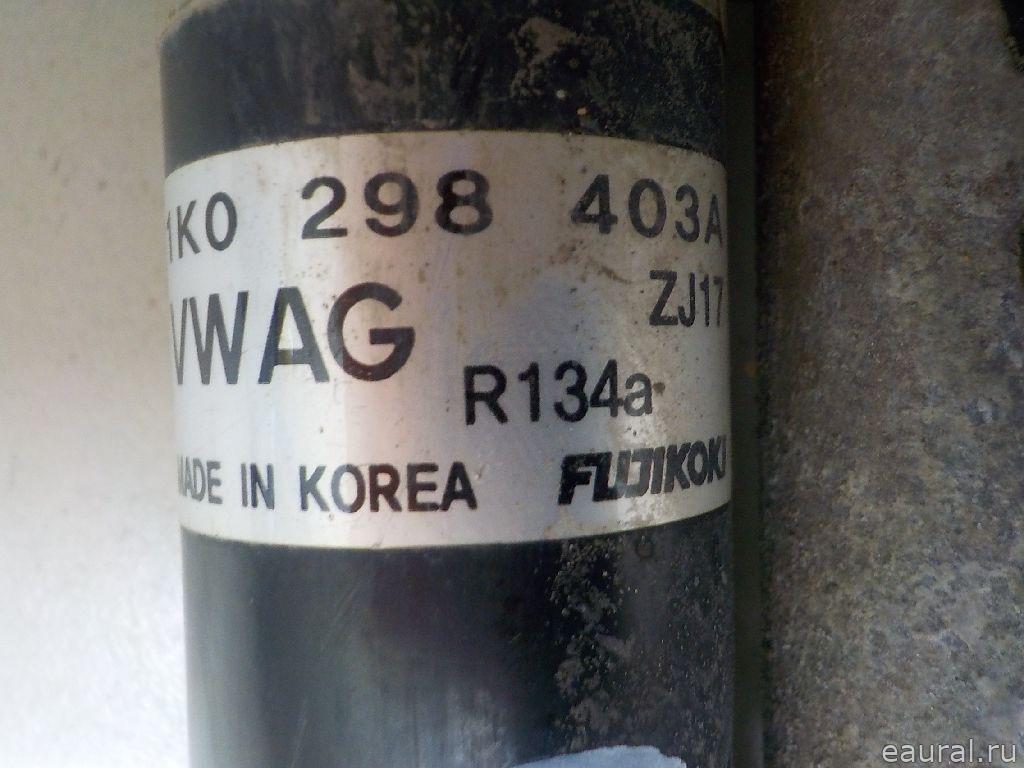 1K0 298 403A
VWAG ZJ17
R134a
MADE IN KOREA FUJIKOKI
eaural.ru